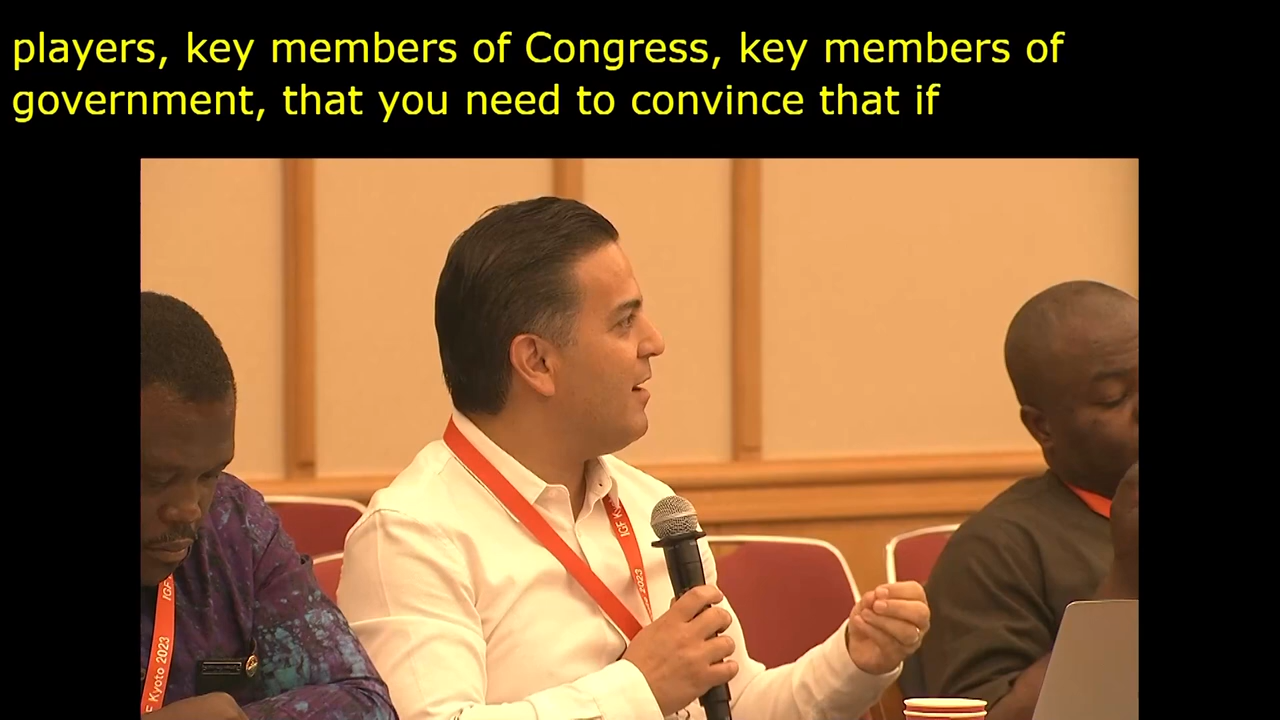 players, key members of Congress, key members of
government, that you need to convince that if
IGF K
2023
IGF
F Kyoto 2023